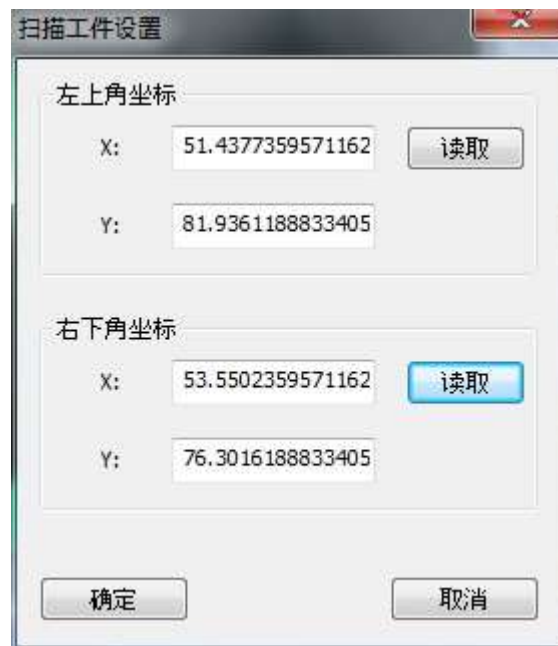 扫描工件设置
左上角坐标
X: 51.4377359571162 读取
Y: 81.9361188833405
右下角坐标
X: 53.5502359571162 读取
Y: 76.3016188833405
确定 取消